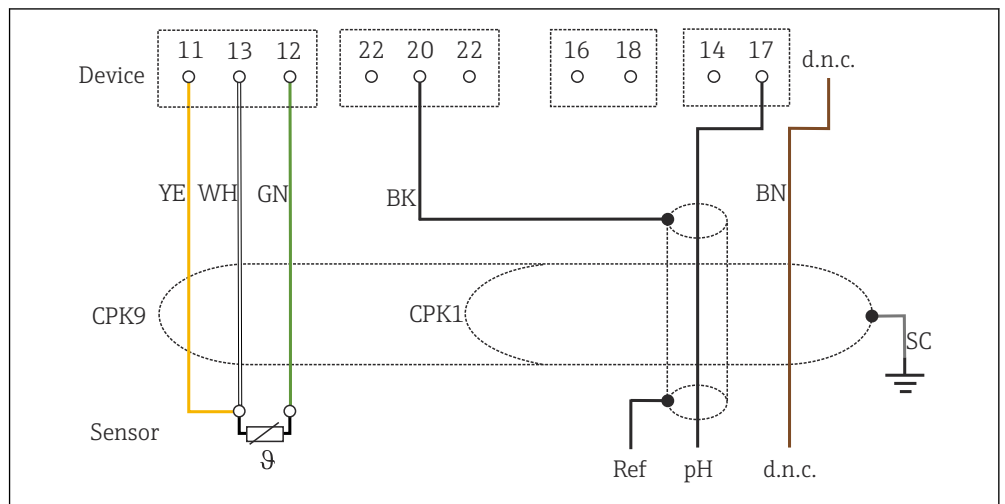 11 13 12 22 20 22 16 18 14 17 d.n.c.
Device
YE WH GN BK BN
CPK9 CPK1
SC
Sensor
ϑ Ref pH d.n.c.